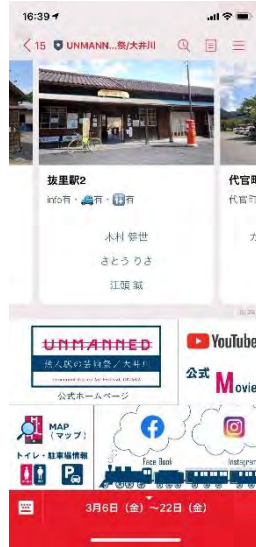 16:39
15 UNMANN...祭/大井川
抜里駅2
info有・有・有
木村 健世
さとう りさ
江頭 誠
代官町
UNMANNED
無人駅の芸術祭/大井川
公式ホームページ
YouTube
公式 Movie
MAP
(マップ)
トイレ・駐車場情報
P
Face Book
Instagram
3月6日(金)~22日(金)